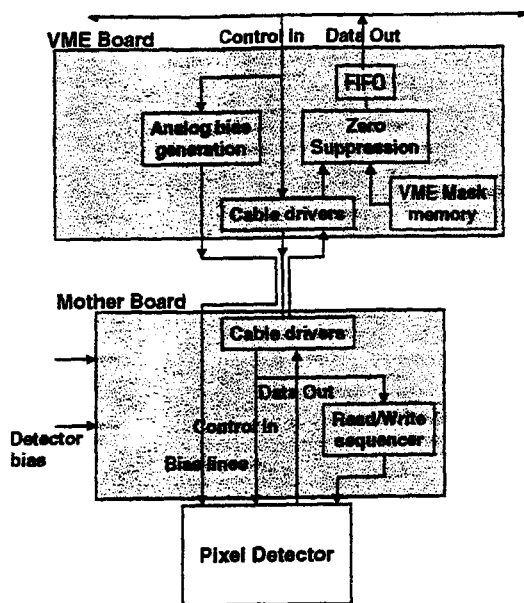 Control In
Data Out
VME Board
FIFO
Analog bias
generation
Zero
Suppression
VME Mask
memory
Cable drivers
Mother Board
Cable drivers
Data Out
Control In
Read/Write
sequencer
Detector
bias
Bias lines
Pixel Detector